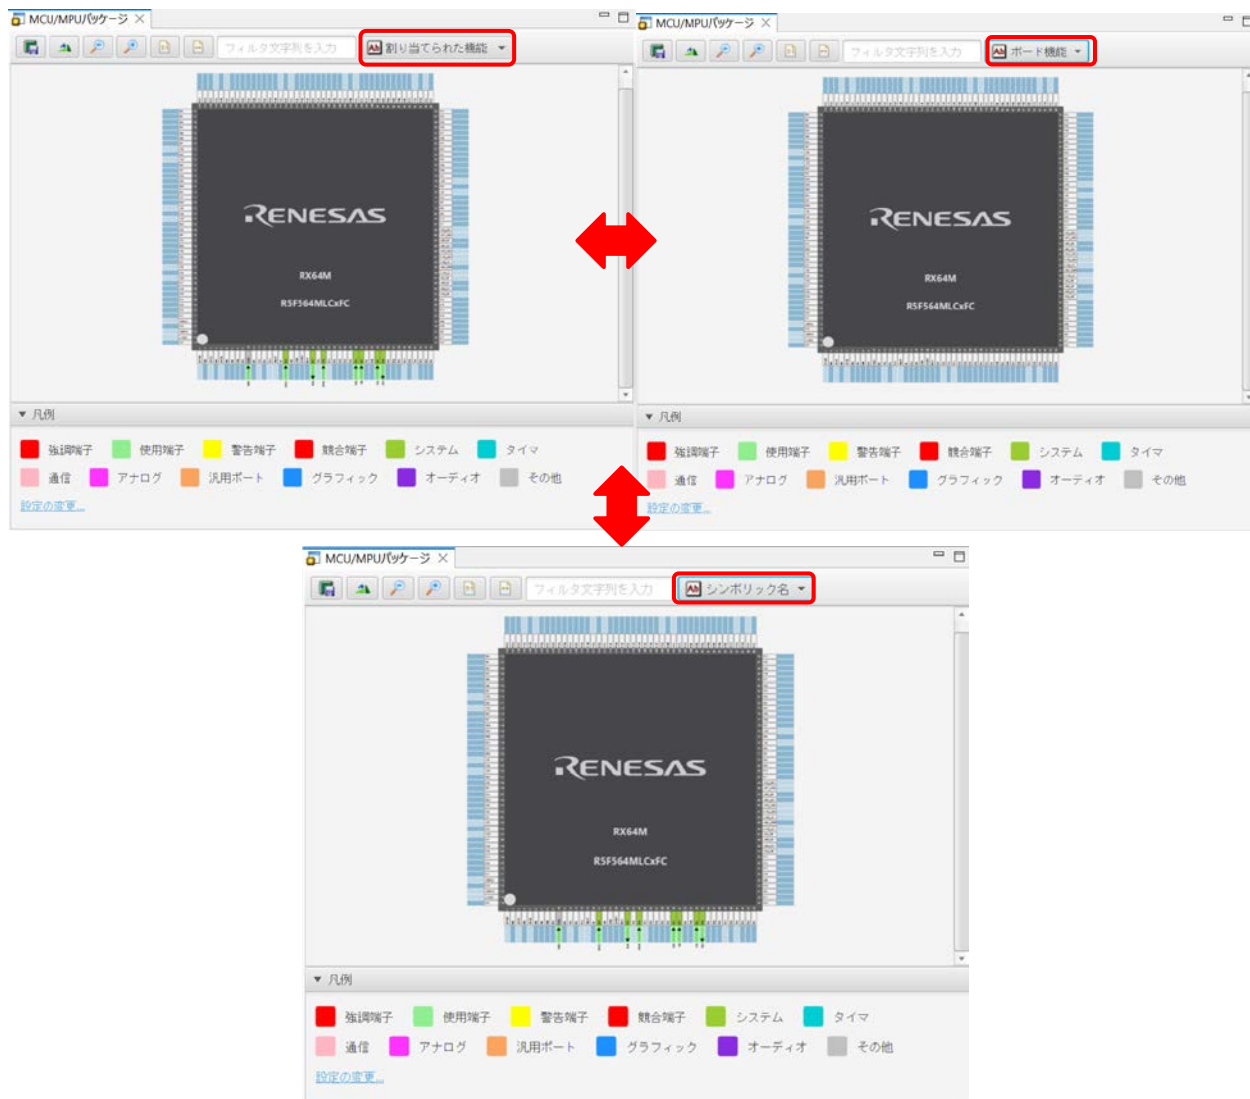 MCU/MPUパッケージ
フィルタ文字列を入力
割り当てられた機能
RENESAS
RX64M
R5F564MLCxFC
凡例
強調端子 使用端子 警告端子 競合端子 システム タイマ
通信 アナログ 汎用ポート グラフィック オーディオ その他
設定の変更...
MCU/MPUパッケージ
フィルタ文字列を入力
ボード機能
RENESAS
RX64M
R5F564MLCxFC
凡例
強調端子 使用端子 警告端子 競合端子 システム タイマ
通信 アナログ 汎用ポート グラフィック オーディオ その他
設定の変更...
MCU/MPUパッケージ
フィルタ文字列を入力
シンボリック名
RENESAS
RX64M
R5F564MLCxFC
凡例
強調端子 使用端子 警告端子 競合端子 システム タイマ
通信 アナログ 汎用ポート グラフィック オーディオ その他
設定の変更...